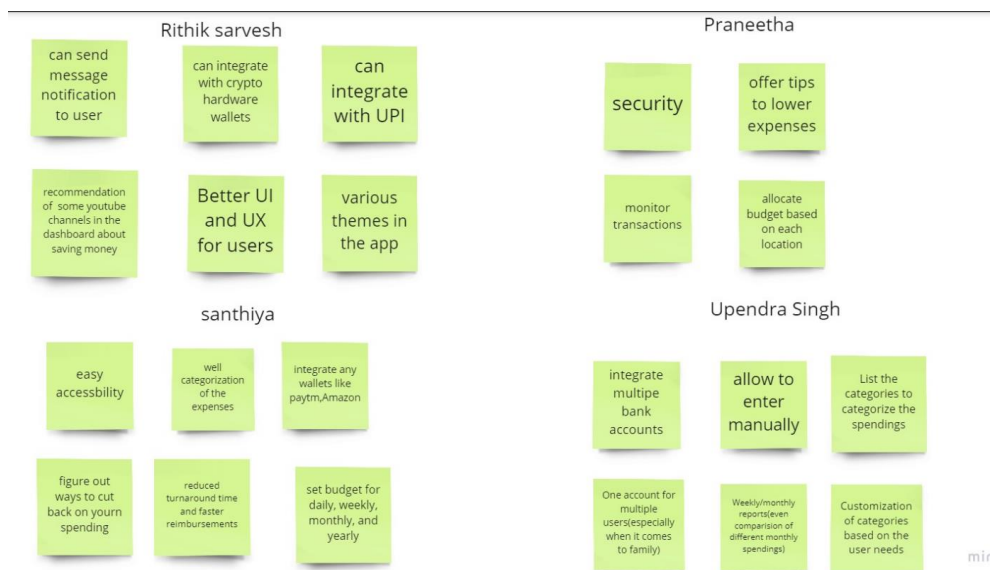 Rithik sarvesh
can send
message
notification
to user
can integrate
with crypto
hardware
wallets
can
integrate
with UPI
recommendation
of some youtube
channels in the
dashboard about
saving money
Better UI
and UX
for users
various
themes in
the app
Praneetha
security
offer tips
to lower
expenses
monitor
transactions
allocate
budget based
on each
location
santhiya
easy
accessbility
well
categorization
of the
expenses
integrate any
wallets like
paytm,Amazon
figure out
ways to cut
back on yourn
spending
reduced
turnaround time
and faster
reimbursements
set budget for
daily, weekly,
monthly, and
yearly
Upendra Singh
integrate
multipe
bank
accounts
allow to
enter
manually
List the
categories to
categorize the
spendings
One account for
multiple
users(especially
when it comes
to family)
Weekly/monthly
reports(even
comparision of
different monthly
spendings)
Customization
of categories
based on the
user needs